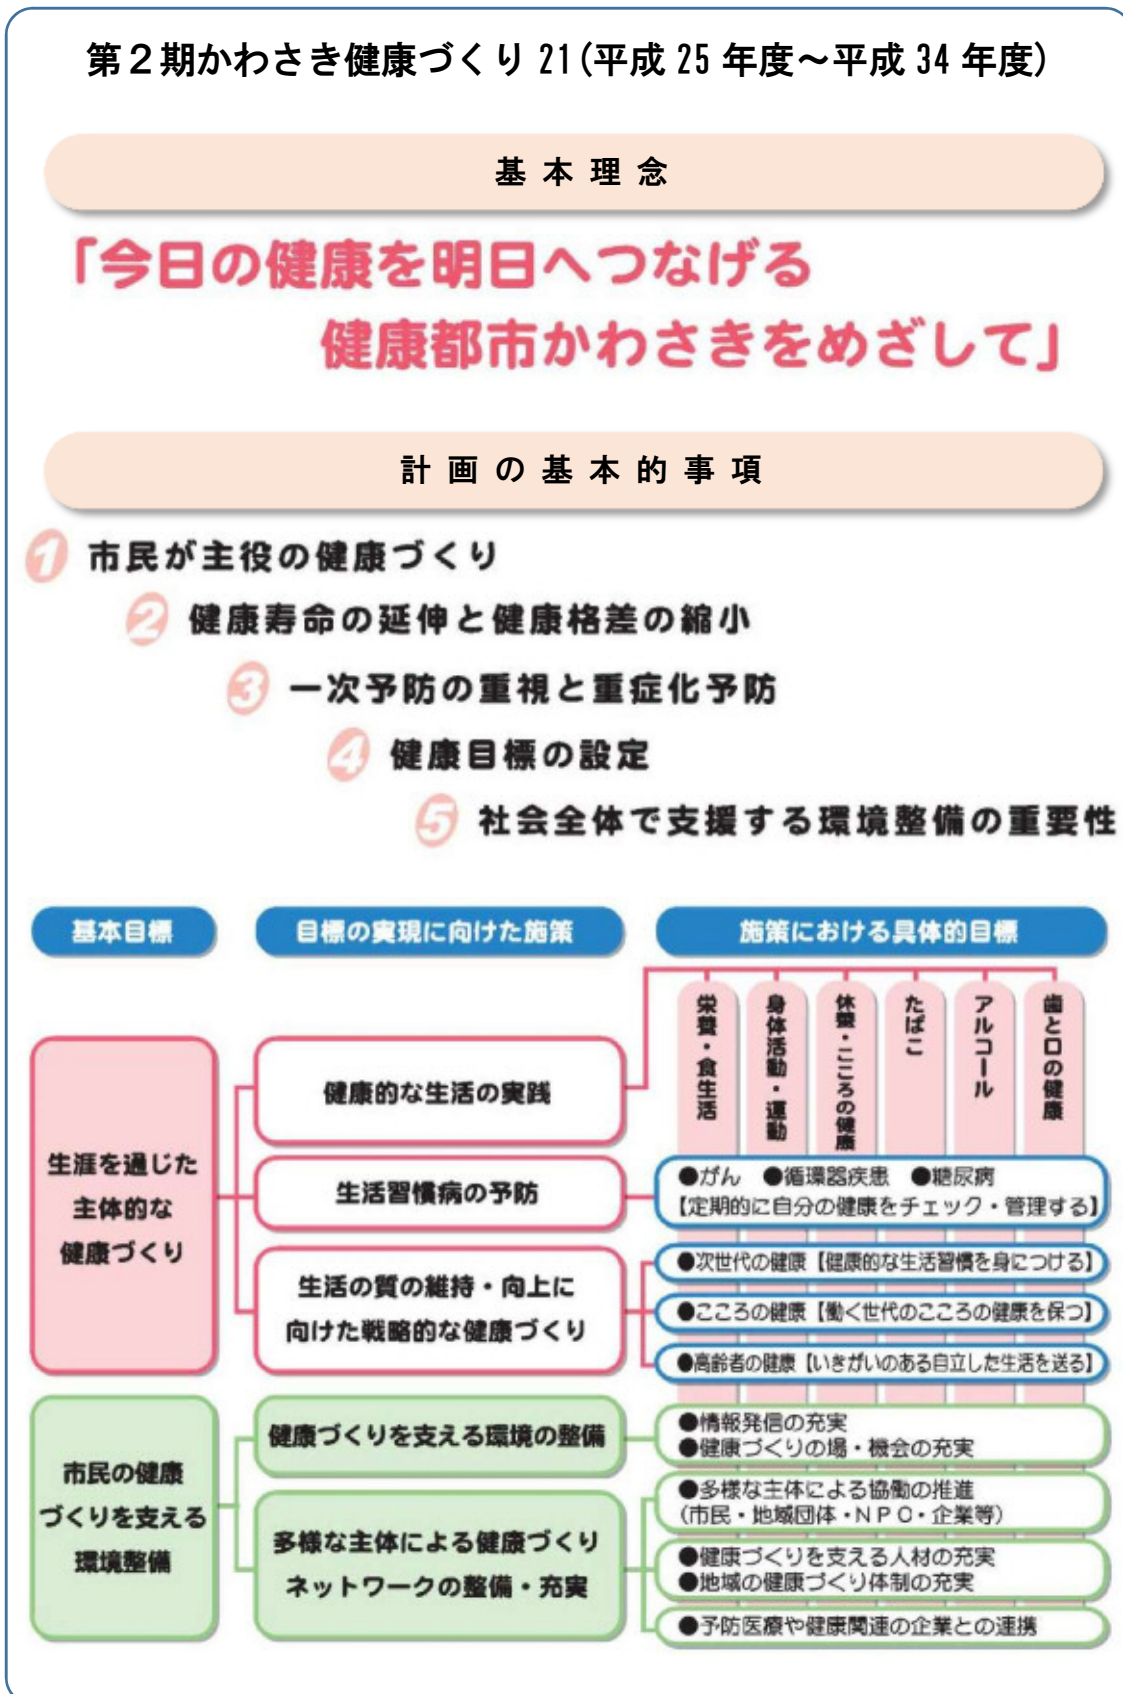 第２期かわさき健康づくり 21(平成 25 年度～平成 34 年度)
基本理念
「今日の健康を明日へつなげる
健康都市かわさきをめざして」
計画の基本的事項
1 市民が主役の健康づくり
2 健康寿命の延伸と健康格差の縮小
3 一次予防の重視と重症化予防
4 健康目標の設定
5 社会全体で支援する環境整備の重要性
基本目標
目標の実現に向けた施策
施策における具体的目標
栄養・食生活
身体活動・運動
休養・こころの健康
たばこ
アルコール
歯と口の健康
生涯を通じた
主体的な
健康づくり
健康的な生活の実践
生活習慣病の予防
●がん ●循環器疾患 ●糖尿病
【定期的に自分の健康をチェック・管理する】
生活の質の維持・向上に
向けた戦略的な健康づくり
●次世代の健康【健康的な生活習慣を身につける】
●こころの健康【働く世代のこころの健康を保つ】
●高齢者の健康【いきがいのある自立した生活を送る】
市民の健康
づくりを支える
環境整備
健康づくりを支える環境の整備
●情報発信の充実
●健康づくりの場・機会の充実
多様な主体による健康づくり
ネットワークの整備・充実
●多様な主体による協働の推進
(市民・地域団体・ＮＰＯ・企業等)
●健康づくりを支える人材の充実
●地域の健康づくり体制の充実
●予防医療や健康関連の企業との連携